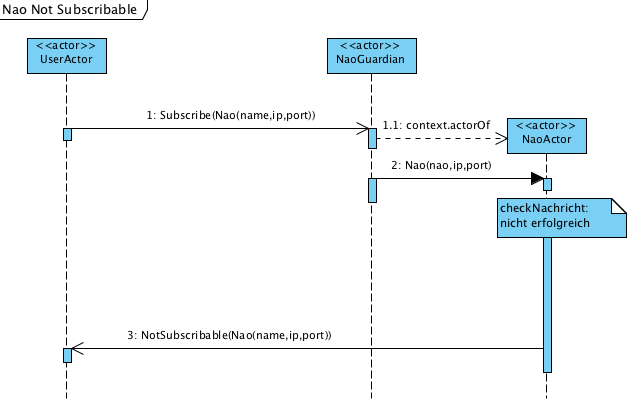 Nao Not Subscribable
<<actor>>
UserActor
<<actor>>
NaoGuardian
1: Subscribe(Nao(name,ip,port))
1.1: context.actorOf
<<actor>>
NaoActor
2: Nao(nao,ip,port)
checkNachricht:
nicht erfolgreich
3: NotSubscribable(Nao(name,ip,port))